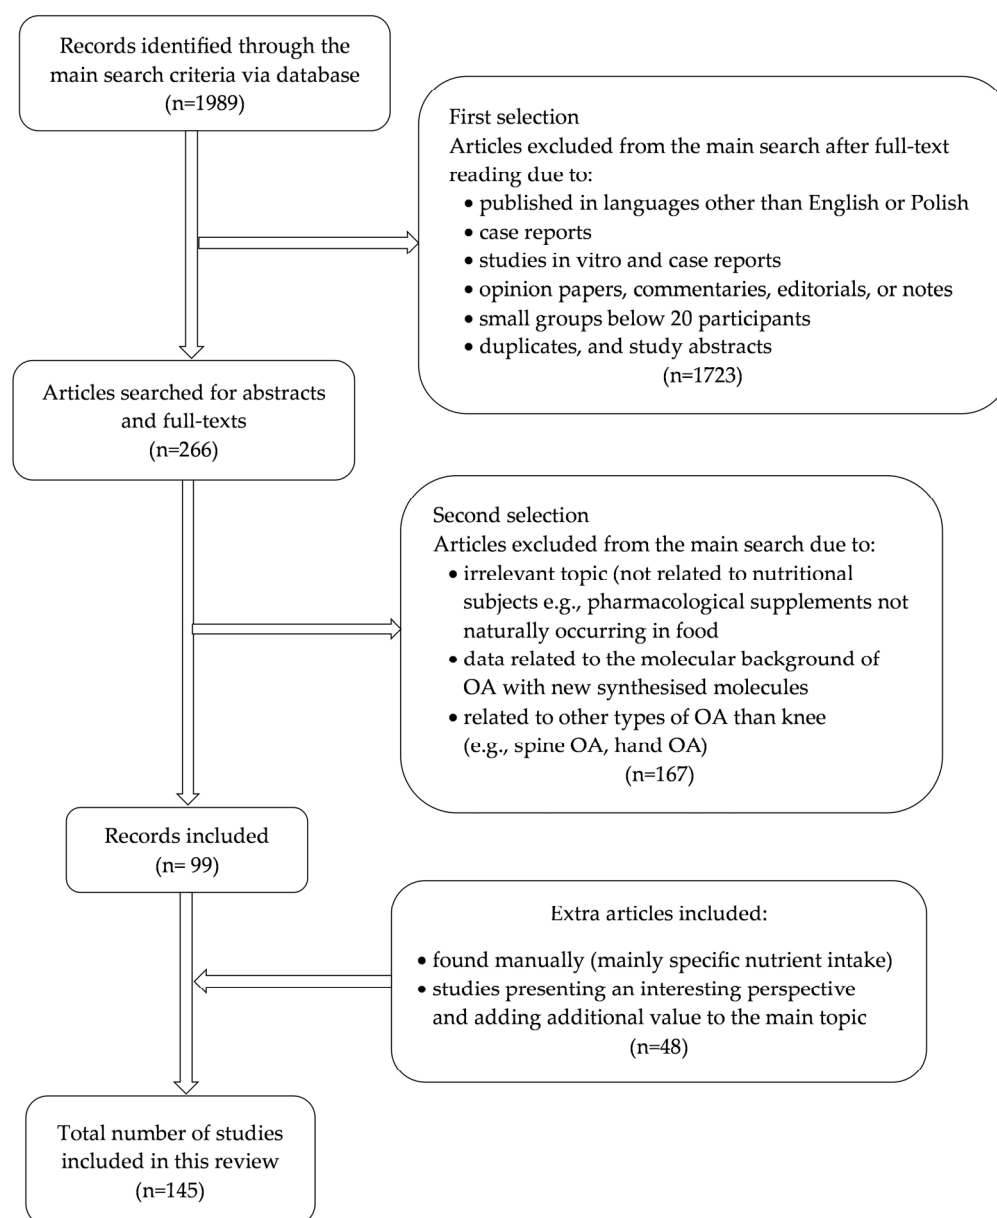 Records identified through the
main search criteria via database
(n=1989)
First selection
Articles excluded from the main search after full-text
reading due to:
• published in languages other than English or Polish
• case reports
• studies in vitro and case reports
• opinion papers, commentaries, editorials, or notes
• small groups below 20 participants
• duplicates, and study abstracts
(n=1723)
Articles searched for abstracts
and full-texts
(n=266)
Second selection
Articles excluded from the main search due to:
• irrelevant topic (not related to nutritional
subjects e.g., pharmacological supplements not
naturally occurring in food
• data related to the molecular background of
OA with new synthesised molecules
• related to other types of OA than knee
(e.g., spine OA, hand OA)
(n=167)
Records included
(n= 99)
Extra articles included:
• found manually (mainly specific nutrient intake)
• studies presenting an interesting perspective
and adding additional value to the main topic
(n=48)
Total number of studies
included in this review
(n=145)